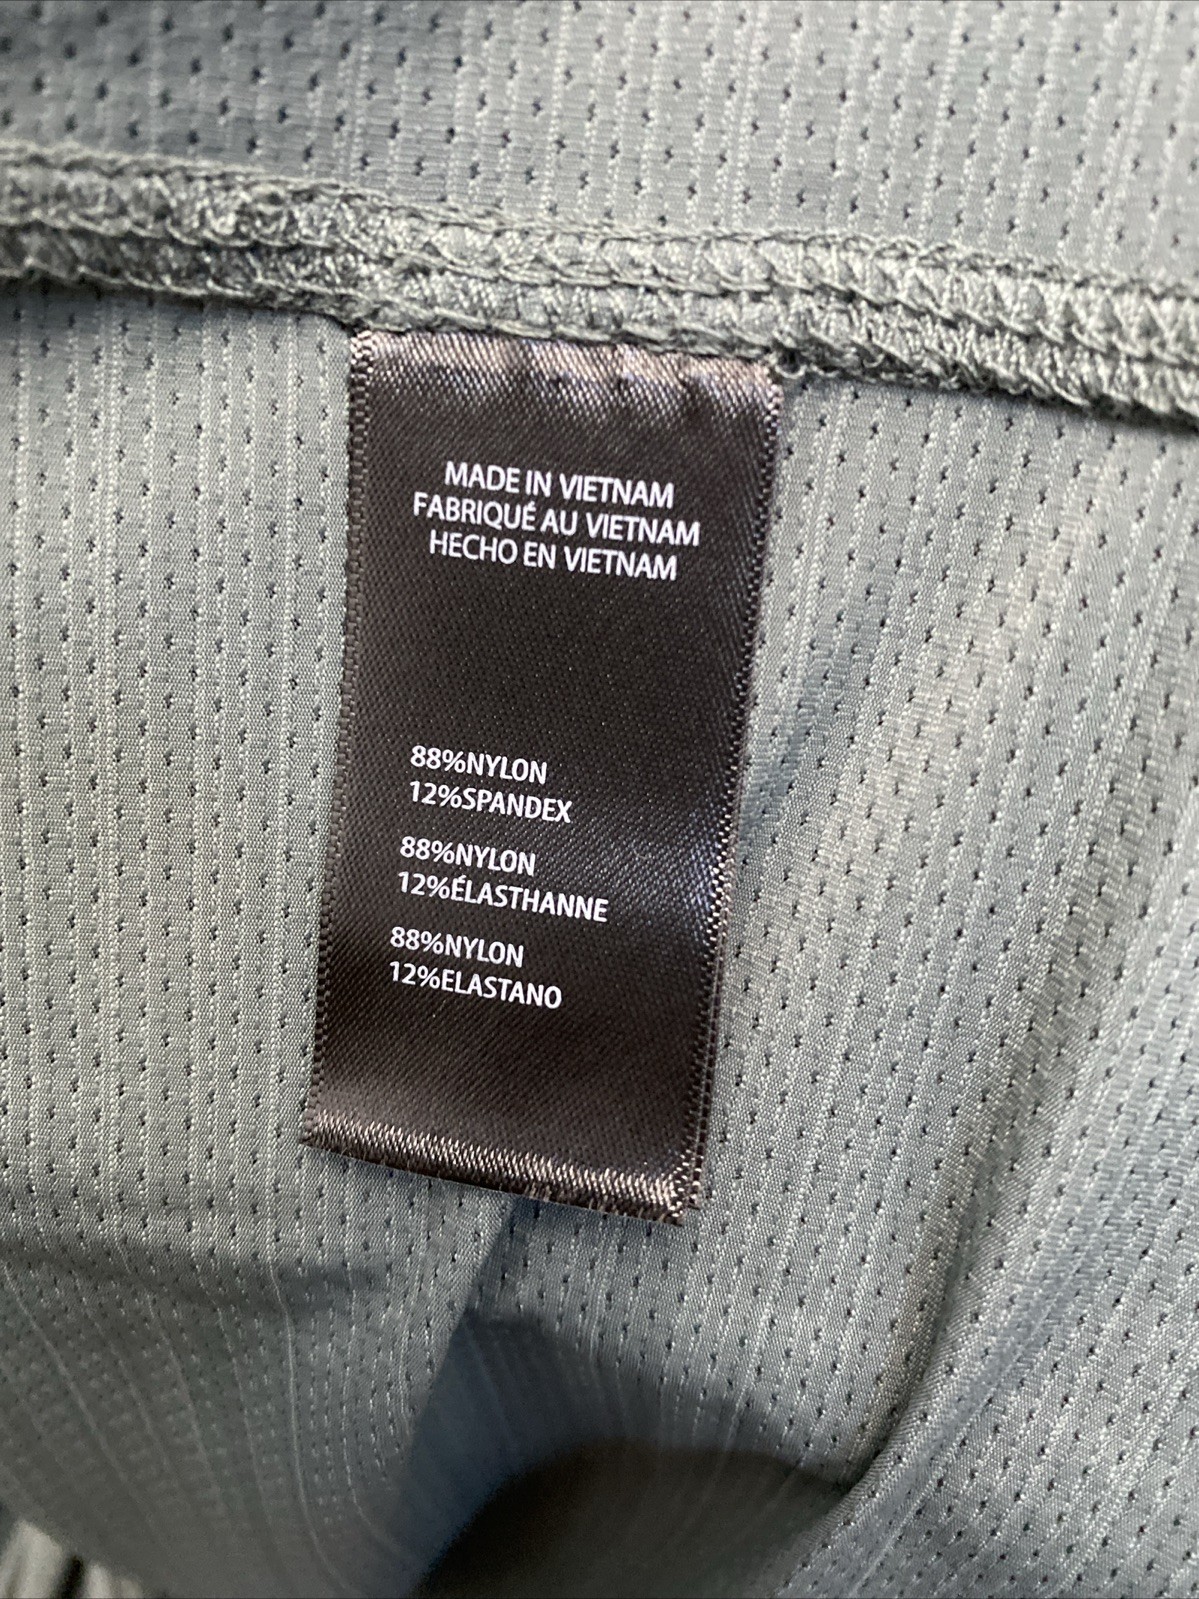 MADE IN VIETNAM
FABRIQUÉ AU VIETNAM
HECHO EN VIETNAM
88%NYLON
12%SPANDEX
88%NYLON
12%ÉLASTHANNE
88%NYLON
12%ELASTANO